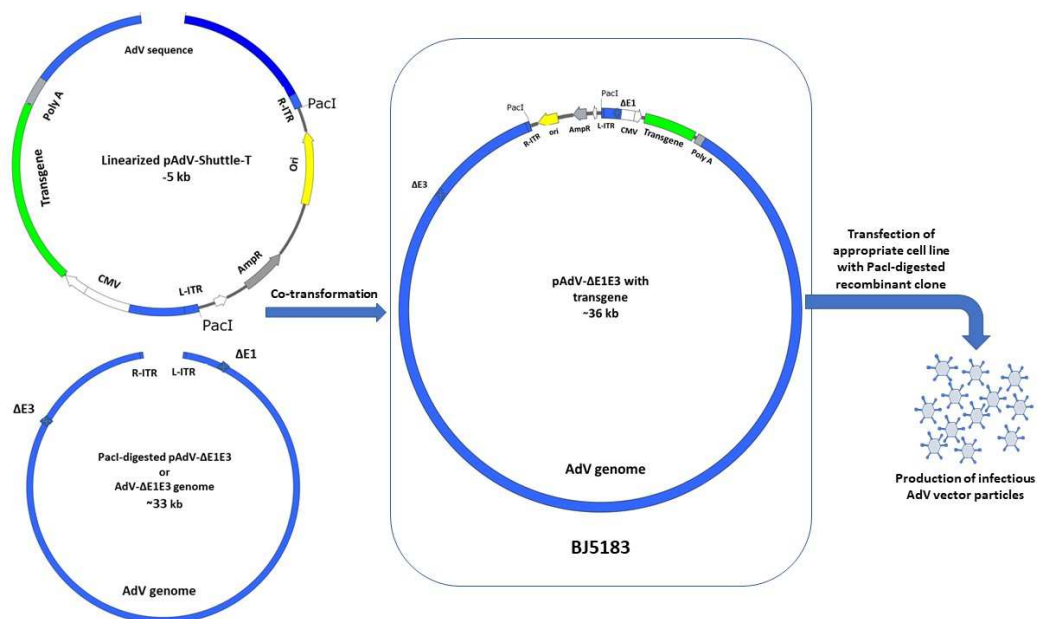 AdV sequence
Poly A
R-ITR
PacI
Transgene
Linearized pAdV-Shuttle-T
-5 kb
Ori
AmpR
CMV
L-ITR
PacI
Co-transformation
R-ITR
L-ITR
ΔE1
ΔE3
PacI-digested pAdV-ΔE1E3
or
AdV-ΔE1E3 genome
~33 kb
AdV genome
PacI
R-ITR
ori
AmpR
PacI
L-ITR
ΔE1
CMV
Transgene
Poly A
ΔE3
pAdV-ΔE1E3 with
transgene
~36 kb
AdV genome
BJ5183
Transfection of
appropriate cell line
with PacI-digested
recombinant clone
Production of infectious
AdV vector particles